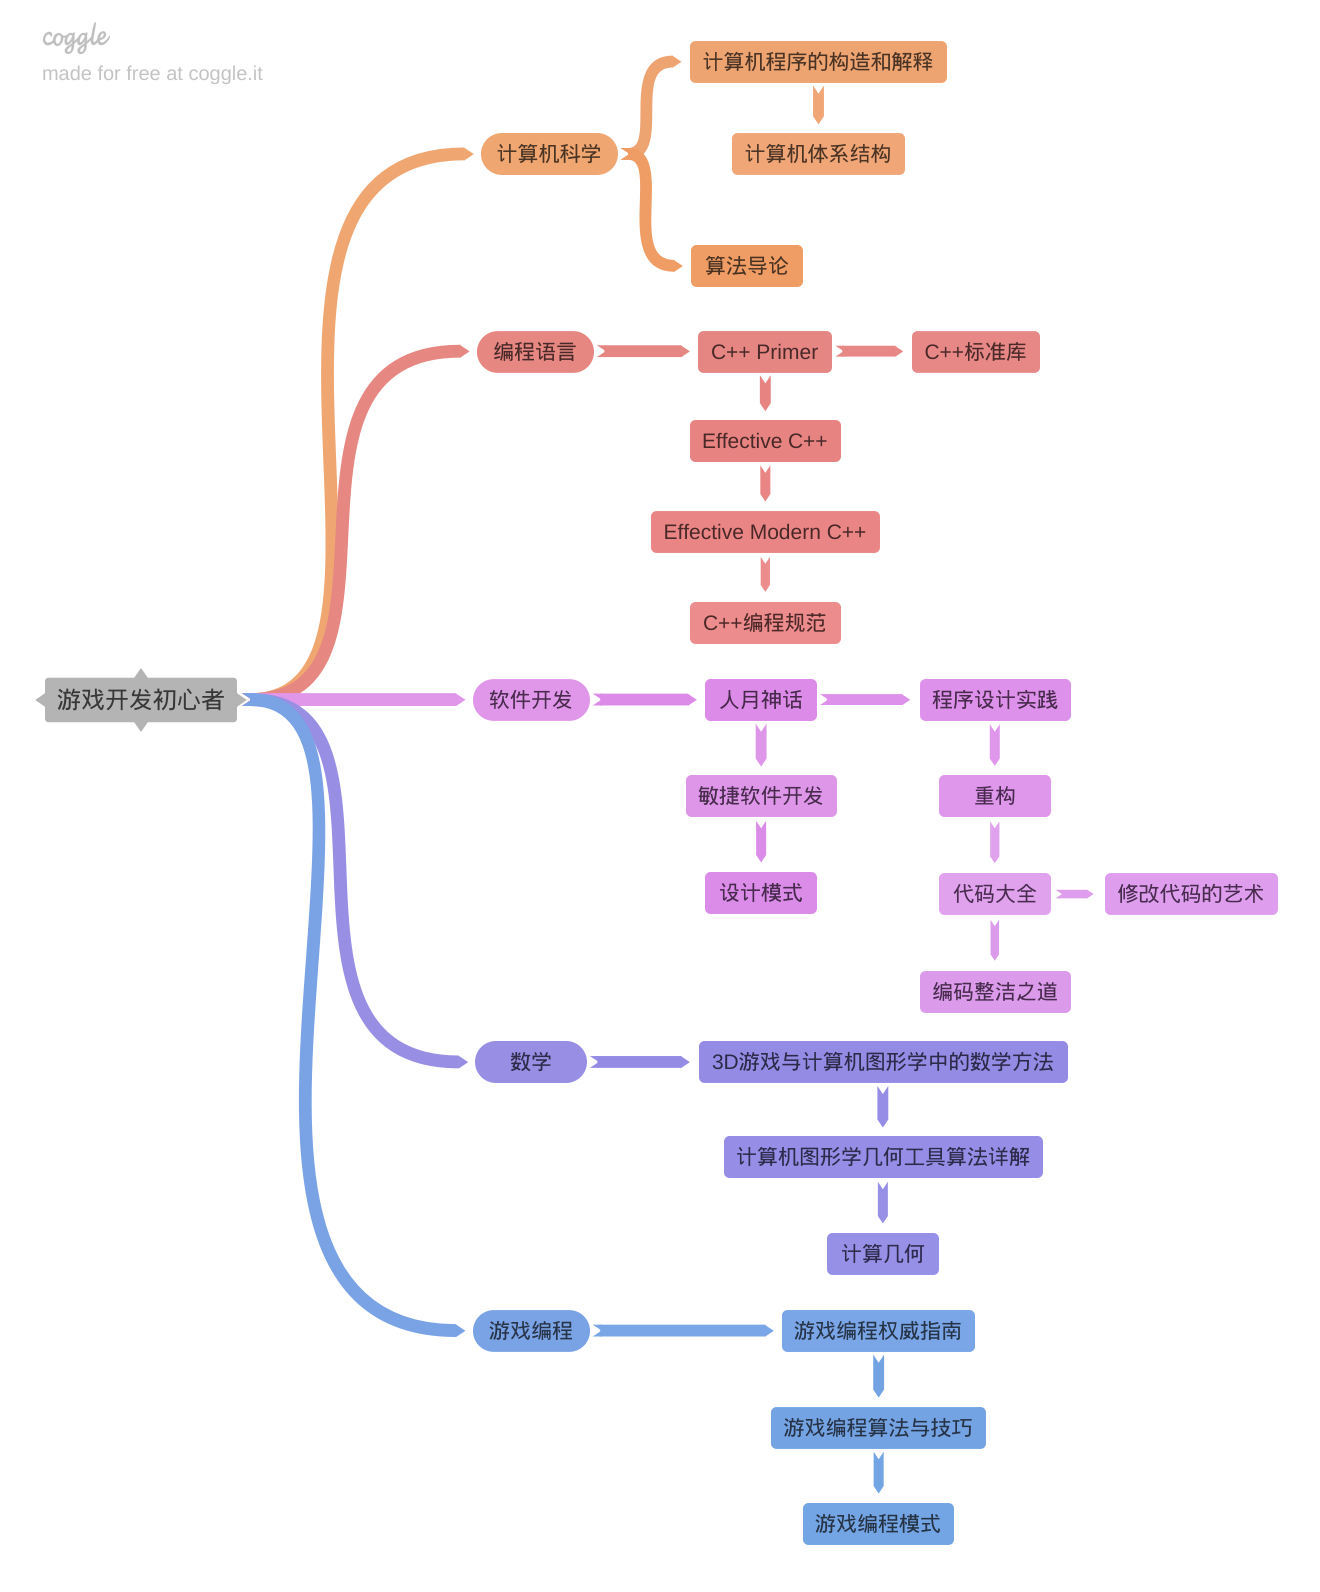 coggle
made for free at coggle.it
游戏开发初心者
计算机科学
计算机程序的构造和解释
计算机体系结构
算法导论
编程语言
C++ Primer
C++标准库
Effective C++
Effective Modern C++
C++编程规范
软件开发
人月神话
程序设计实践
敏捷软件开发
重构
设计模式
代码大全
修改代码的艺术
编码整洁之道
数学
3D游戏与计算机图形学中的数学方法
计算机图形学几何工具算法详解
计算几何
游戏编程
游戏编程权威指南
游戏编程算法与技巧
游戏编程模式